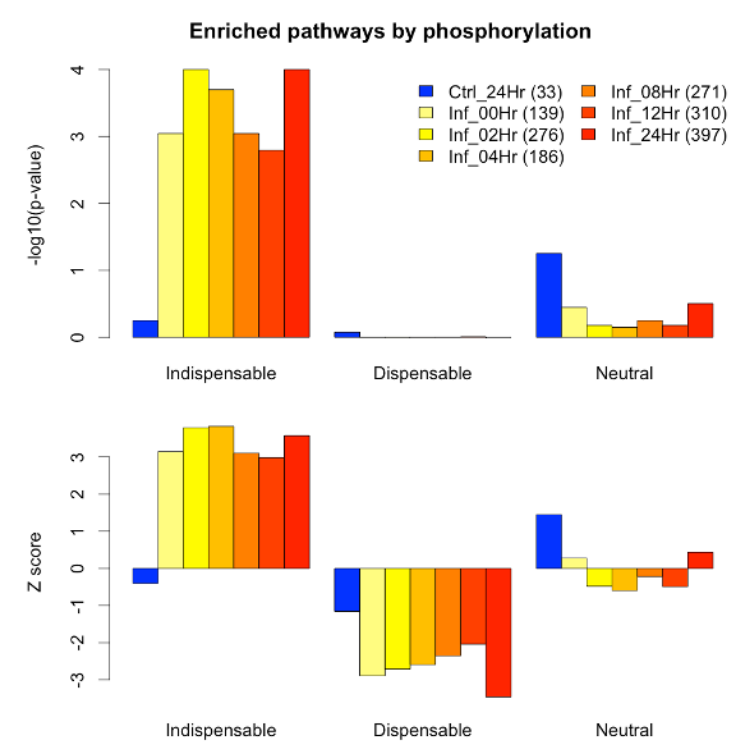 Enriched pathways by phosphorylation
-log10(p-value)
4
3
2
1
0
Ctrl_24Hr (33)
Inf_00Hr (139)
Inf_02Hr (276)
Inf_04Hr (186)
Inf_08Hr (271)
Inf_12Hr (310)
Inf_24Hr (397)
Indispensable Dispensable Neutral
Z score
3
2
1
0
-1
-2
-3
Indispensable Dispensable Neutral